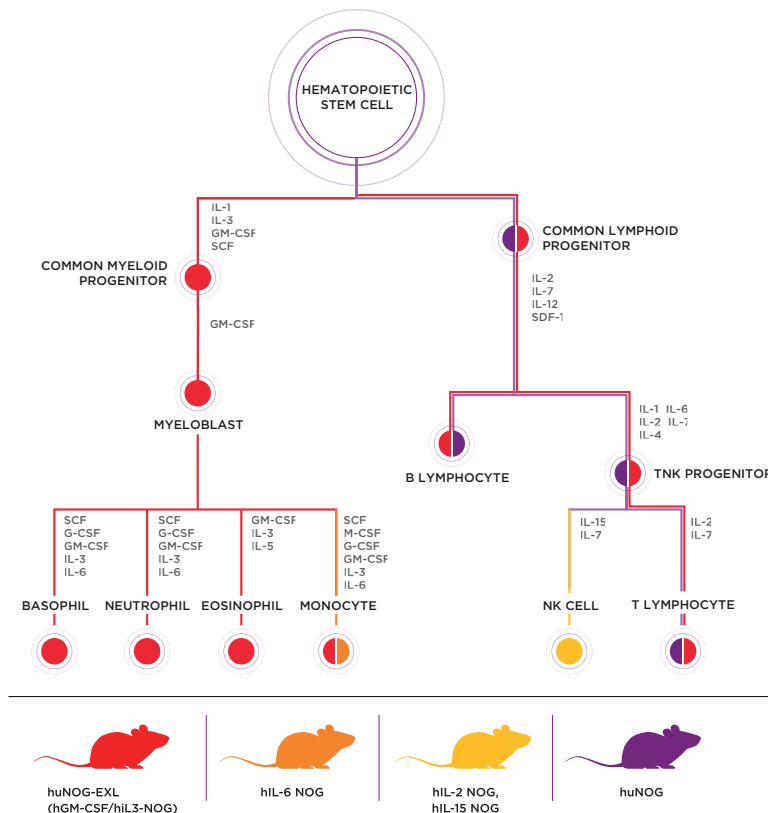 HEMATOPOIETIC
STEM CELL
IL-1
IL-3
GM-CSF
SCF
COMMON MYELOID
PROGENITOR
COMMON LYMPHOID
PROGENITOR
IL-2
IL-7
IL-12
SDF-1
GM-CSF
MYELOBLAST
IL-1 IL-6
IL-2 IL-7
IL-4
B LYMPHOCYTE
TNK PROGENITOR
SCF
G-CSF
GM-CSF
IL-3
IL-6
SCF
G-CSF
GM-CSF
IL-3
IL-6
GM-CSF
IL-3
IL-5
SCF
M-CSF
G-CSF
GM-CSF
IL-3
IL-6
IL-15
IL-7
IL-2
IL-7
BASOPHIL
NEUTROPHIL
EOSINOPHIL
MONOCYTE
NK CELL
T LYMPHOCYTE
huNOG-EXL
(hGM-CSF/hiL3-NOG)
hIL-6 NOG
hIL-2 NOG,
hIL-15 NOG
huNOG